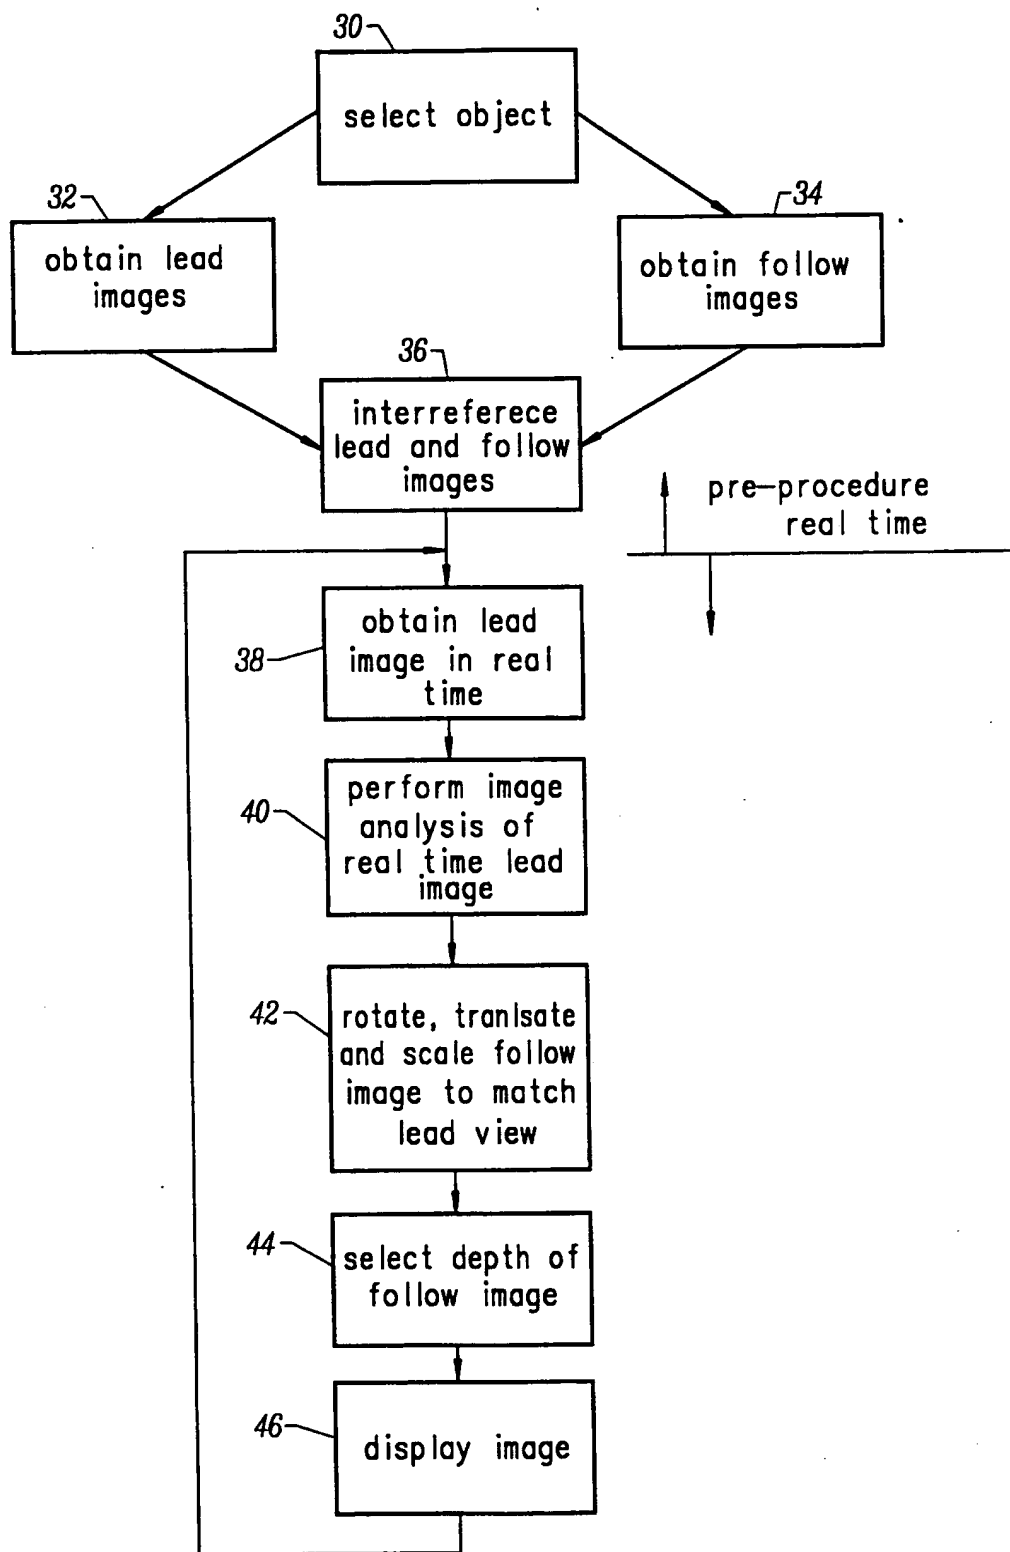 30
select object
32
obtain lead
images
34
obtain follow
images
36
interreferece
lead and follow
images
pre-procedure
real time
38
obtain lead
image in real
time
40
perform image
analysis of
real time lead
image
42
rotate, tranlsate
and scale follow
image to match
lead view
44
select depth of
follow image
46
display image